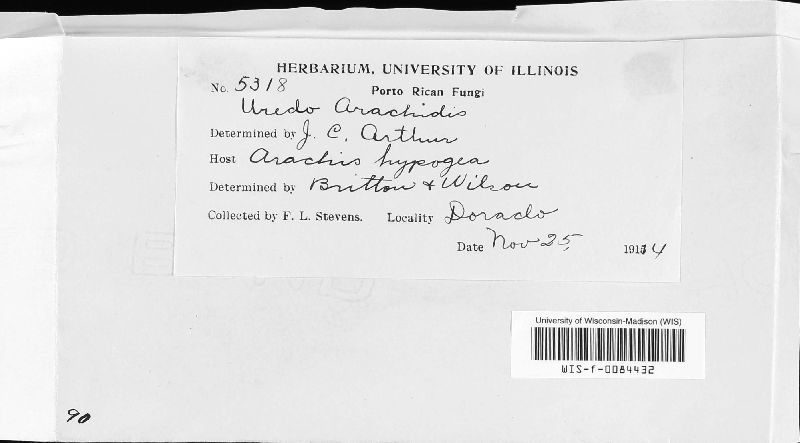 HERBARIUM, UNIVERSITY OF ILLINOIS
No. 5318 Porto Rican Fungi
Uredo Arachidis
Determined by J. C. Arthur
Host Arachis hypogea
Determined by Britton & Wilson
Collected by F. L. Stevens. Locality Dorado
Date Nov 25, 1914
University of Wisconsin-Madison (WIS)
WIS-f-0084432
90